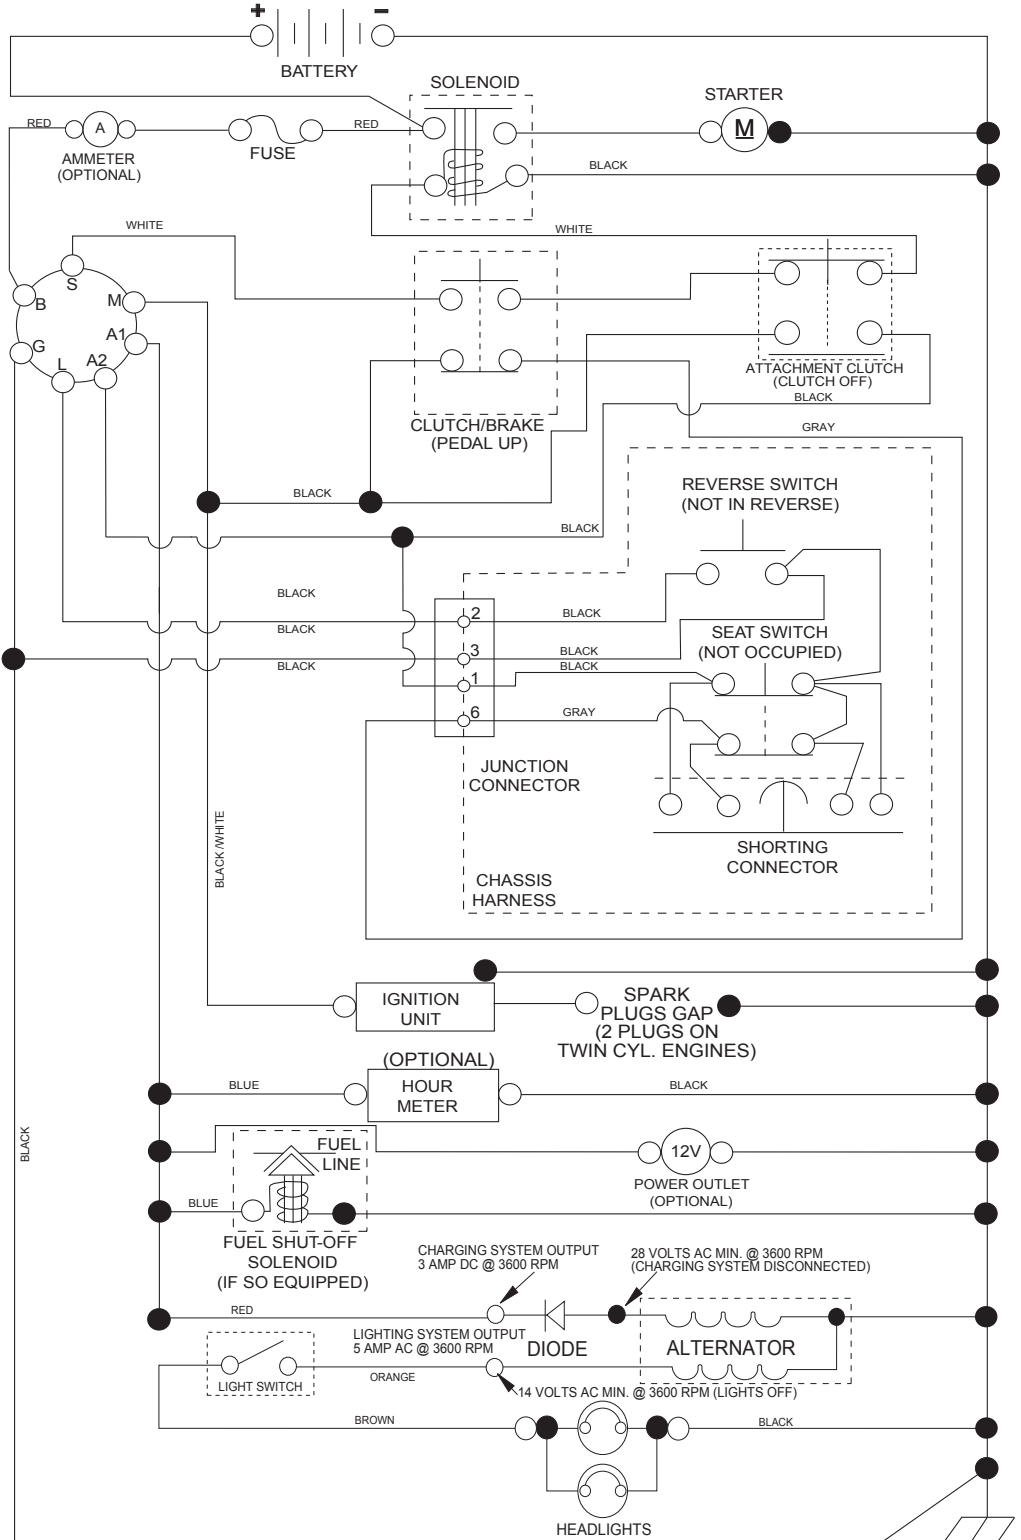 + −
BATTERY
SOLENOID
STARTER
RED
A
RED
M
FUSE
AMMETER
(OPTIONAL)
BLACK
WHITE
WHITE
S
B
M
A1
G
L
A2
ATTACHMENT CLUTCH
(CLUTCH OFF)
BLACK
CLUTCH/BRAKE
(PEDAL UP)
GRAY
REVERSE SWITCH
(NOT IN REVERSE)
BLACK
BLACK
BLACK
2
BLACK
BLACK
SEAT SWITCH
(NOT OCCUPIED)
3
BLACK
BLACK
BLACK
1
6
GRAY
JUNCTION
CONNECTOR
SHORTING
CONNECTOR
BLACK/WHITE
CHASSIS
HARNESS
IGNITION
UNIT
SPARK
PLUGS GAP
(2 PLUGS ON
TWIN CYL. ENGINES)
(OPTIONAL)
BLUE
HOUR
METER
BLACK
BLACK
FUEL
LINE
12V
POWER OUTLET
(OPTIONAL)
BLUE
FUEL SHUT-OFF
SOLENOID
(IF SO EQUIPPED)
CHARGING SYSTEM OUTPUT
3 AMP DC @ 3600 RPM
28 VOLTS AC MIN. @ 3600 RPM
(CHARGING SYSTEM DISCONNECTED)
RED
LIGHTING SYSTEM OUTPUT
5 AMP AC @ 3600 RPM
DIODE
ALTERNATOR
LIGHT SWITCH
ORANGE
14 VOLTS AC MIN. @ 3600 RPM (LIGHTS OFF)
BROWN
BLACK
HEADLIGHTS